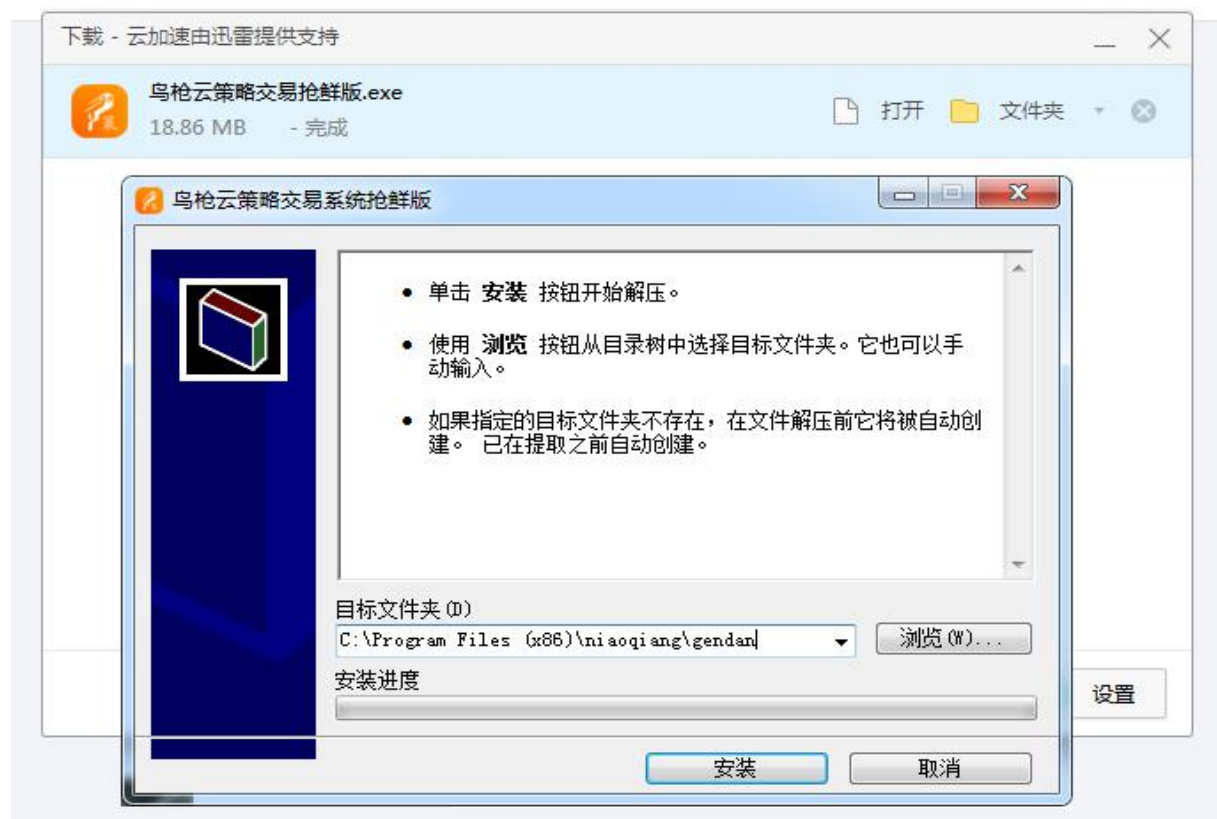 下载 - 云加速由迅雷提供支持
鸟枪云策略交易抢鲜版.exe
18.86 MB - 完成
打开 文件夹
鸟枪云策略交易系统抢鲜版
• 单击 安装 按钮开始解压。
• 使用 浏览 按钮从目录树中选择目标文件夹。它也可以手
动输入。
• 如果指定的目标文件夹不存在，在文件解压前它将被自动创
建。 已在提取之前自动创建。
目标文件夹(D)
C:\Program Files (x86)\niaoqiang\gendan
浏览(W)...
安装进度
设置
安装 取消